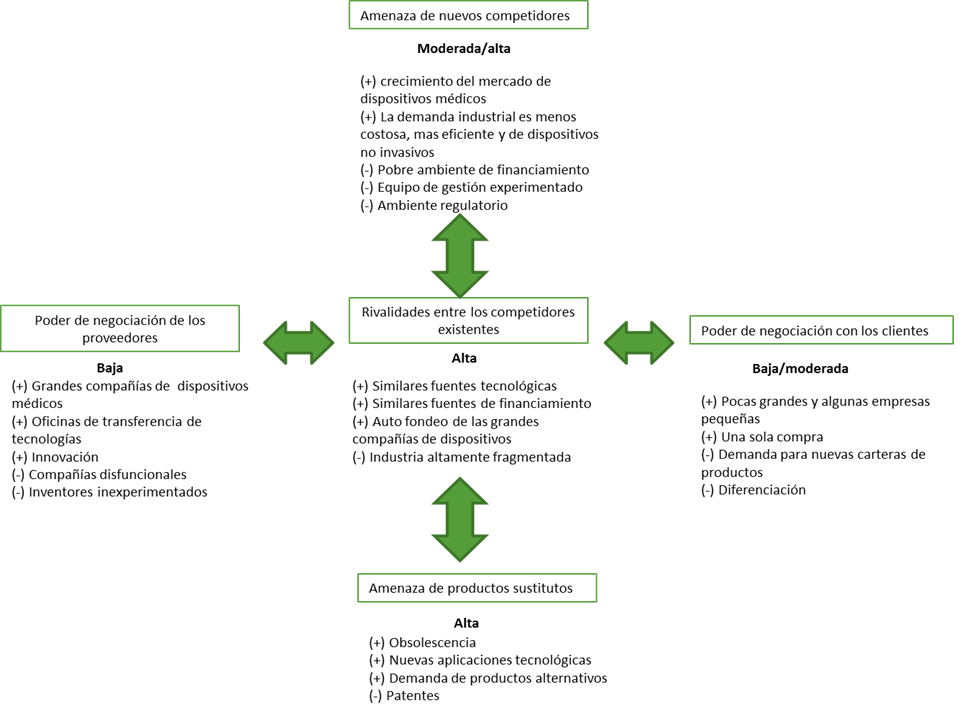 Amenaza de nuevos competidores
Moderada/alta
(+) crecimiento del mercado de
dispositivos médicos
(+) La demanda industrial es menos
costosa, mas eficiente y de dispositivos
no invasivos
(-) Pobre ambiente de financiamiento
(-) Equipo de gestión experimentado
(-) Ambiente regulatorio
Poder de negociación de los
proveedores
Baja
(+) Grandes compañías de dispositivos
médicos
(+) Oficinas de transferencia de
tecnologías
(+) Innovación
(-) Compañías disfuncionales
(-) Inventores inexperimentados
Rivalidades entre los competidores
existentes
Alta
(+) Similares fuentes tecnológicas
(+) Similares fuentes de financiamiento
(+) Auto fondeo de las grandes
compañías de dispositivos
(-) Industria altamente fragmentada
Poder de negociación con los clientes
Baja/moderada
(+) Pocas grandes y algunas empresas
pequeñas
(+) Una sola compra
(-) Demanda para nuevas carteras de
productos
(-) Diferenciación
Amenaza de productos sustitutos
Alta
(+) Obsolescencia
(+) Nuevas aplicaciones tecnológicas
(+) Demanda de productos alternativos
(-) Patentes